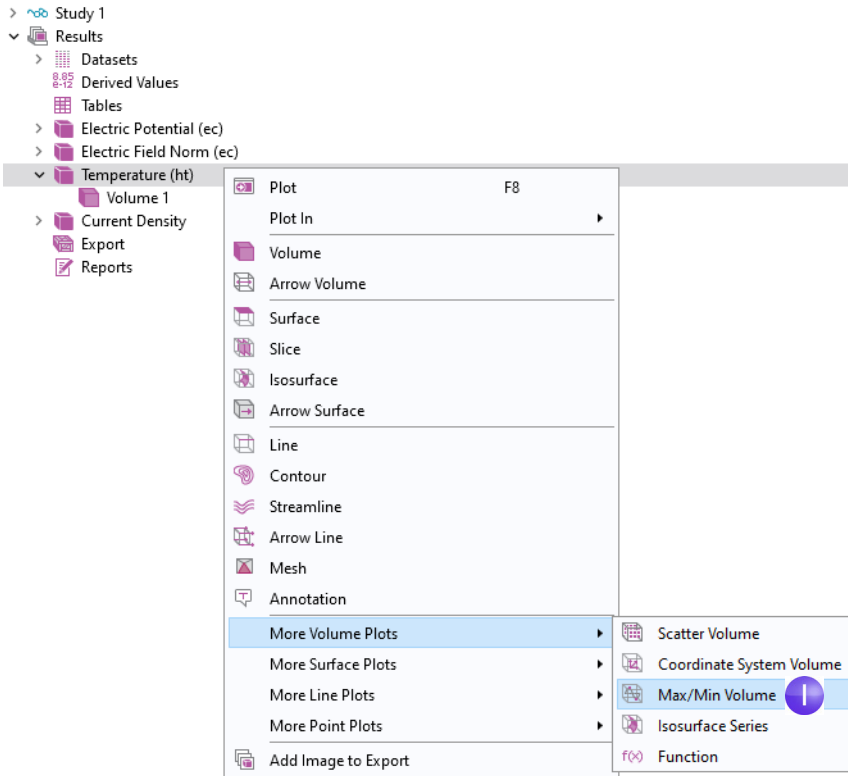 Study 1
Results
Datasets
8.85
e-12 Derived Values
Tables
Electric Potential (ec)
Electric Field Norm (ec)
Temperature (ht)
Volume 1
Current Density
Export
Reports
Plot F8
Plot In
Volume
Arrow Volume
Surface
Slice
Isosurface
Arrow Surface
Line
Contour
Streamline
Arrow Line
Mesh
T Annotation
More Volume Plots
More Surface Plots
More Line Plots
More Point Plots
Add Image to Export
Scatter Volume
Coordinate System Volume
Max/Min Volume I
Isosurface Series
f(x) Function